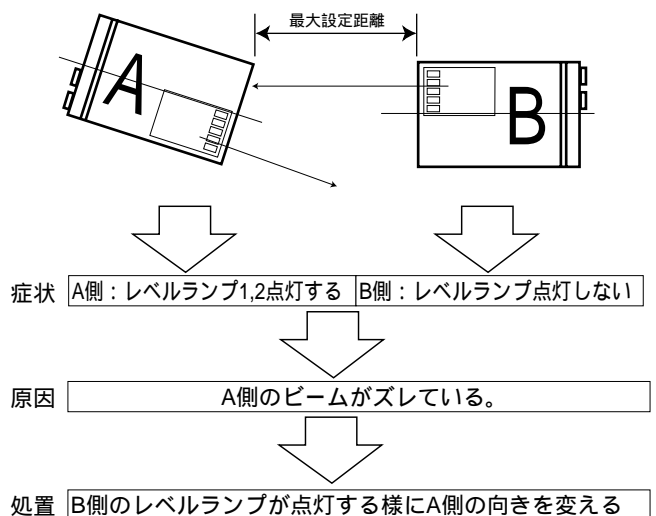 最大設定距離
A
B
症状 A側：レベルランプ1,2点灯する B側：レベルランプ点灯しない
原因 A側のビームがズレている。
処置 B側のレベルランプが点灯する様にA側の向きを変える